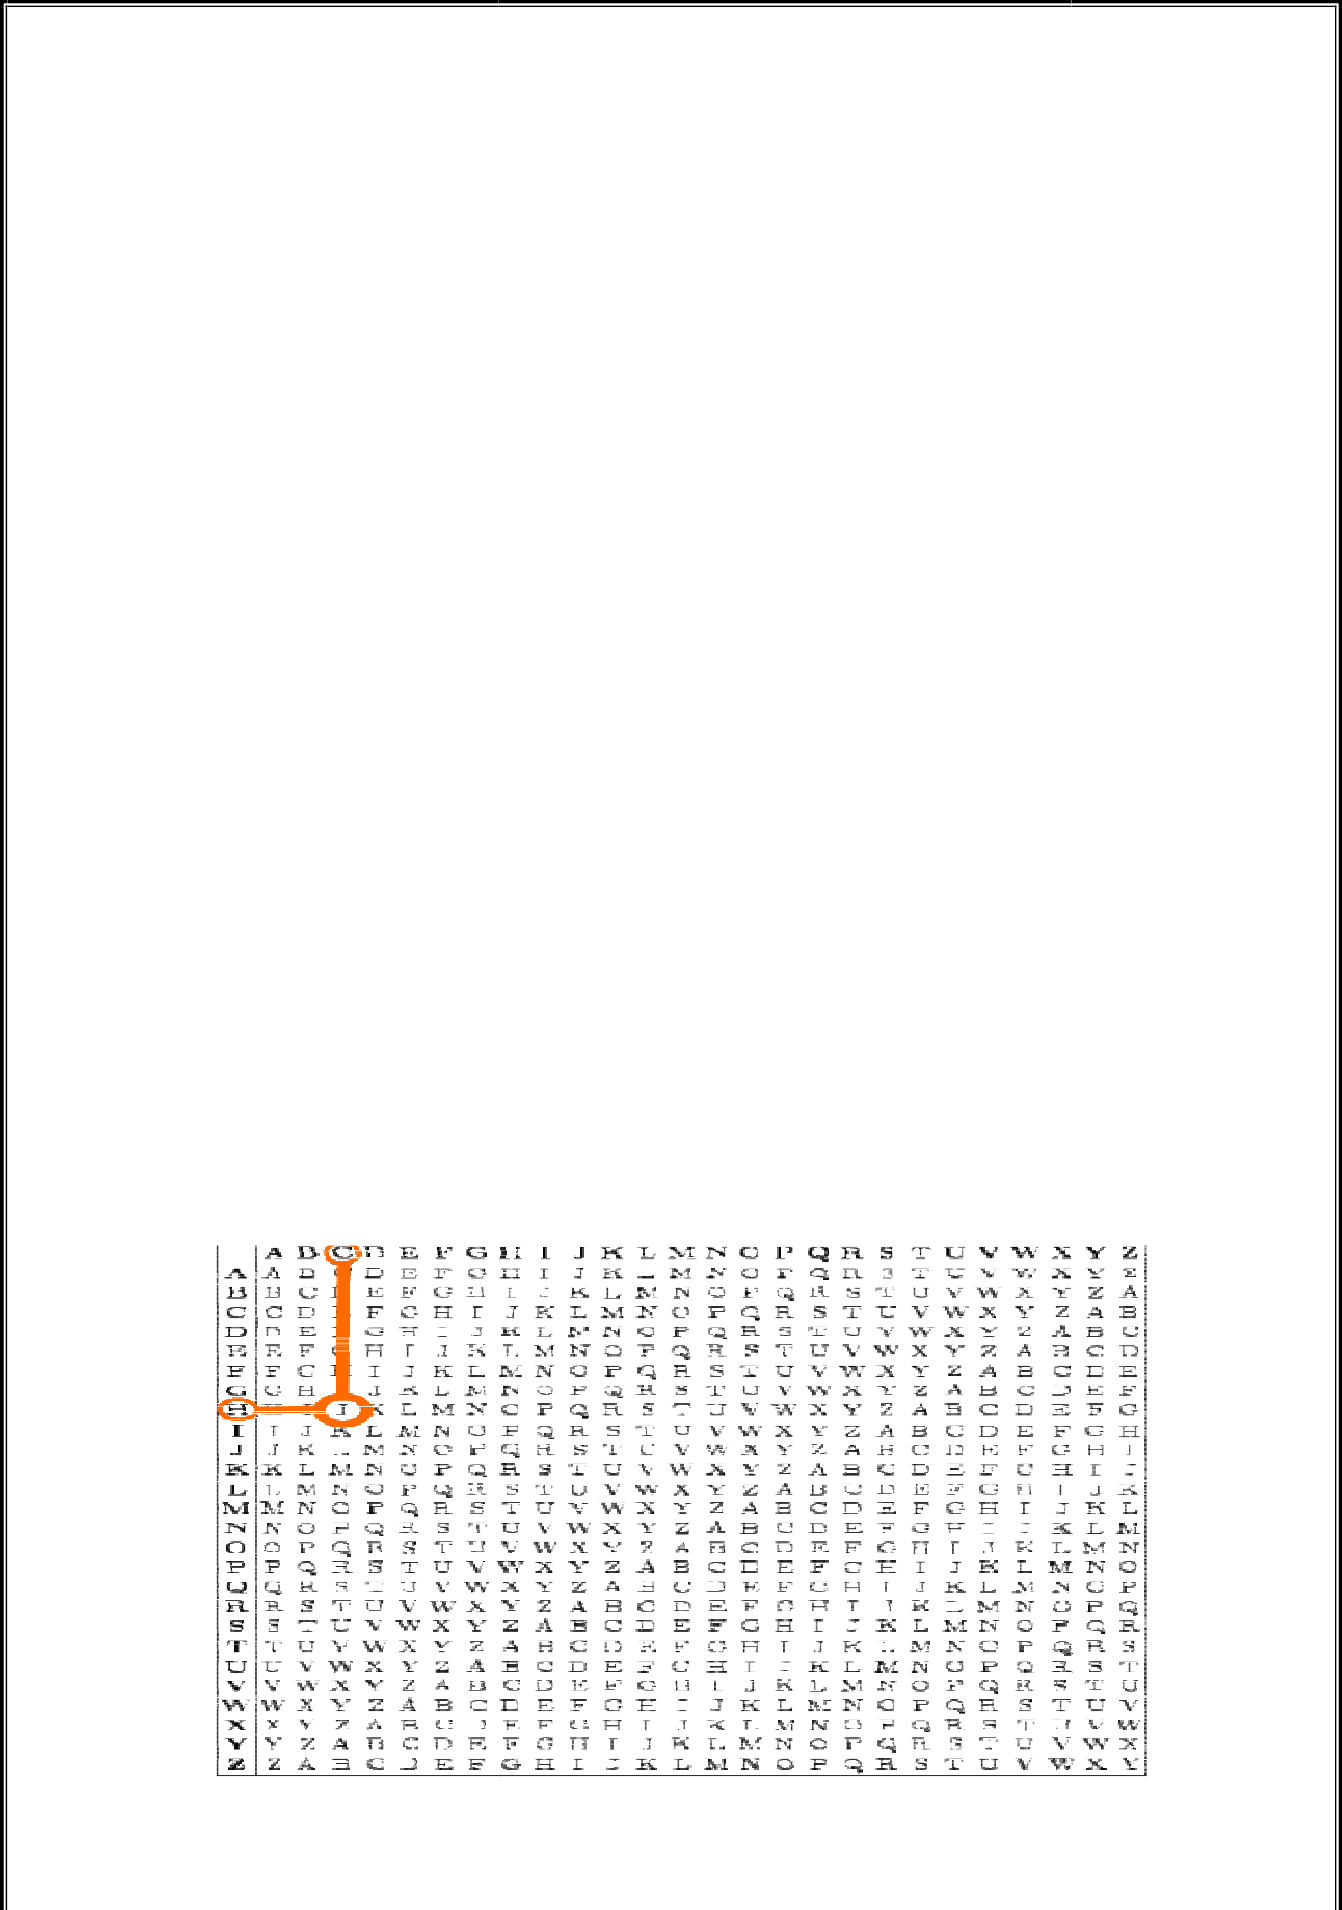 A B C D E F G H I J K L M N O P Q R S T U V W X Y Z
A A B C D E F G H I J K L M N O P Q R S T U V W X Y Z
B B C D E F G H I J K L M N O P Q R S T U V W X Y Z A
C C D E F G H I J K L M N O P Q R S T U V W X Y Z A B
D D E F G H I J K L M N O P Q R S T U V W X Y Z A B C
E E F G H I J K L M N O P Q R S T U V W X Y Z A B C D
F F G H I J K L M N O P Q R S T U V W X Y Z A B C D E
G G H I J K L M N O P Q R S T U V W X Y Z A B C D E F
H H I J K L M N O P Q R S T U V W X Y Z A B C D E F G
I I J K L M N O P Q R S T U V W X Y Z A B C D E F G H
J J K L M N O P Q R S T U V W X Y Z A B C D E F G H I
K K L M N O P Q R S T U V W X Y Z A B C D E F G H I J
L L M N O P Q R S T U V W X Y Z A B C D E F G H I J K
M M N O P Q R S T U V W X Y Z A B C D E F G H I J K L
N N O P Q R S T U V W X Y Z A B C D E F G H I J K L M
O O P Q R S T U V W X Y Z A B C D E F G H I J K L M N
P P Q R S T U V W X Y Z A B C D E F G H I J K L M N O
Q Q R S T U V W X Y Z A B C D E F G H I J K L M N O P
R R S T U V W X Y Z A B C D E F G H I J K L M N O P Q
S S T U V W X Y Z A B C D E F G H I J K L M N O P Q R
T T U V W X Y Z A B C D E F G H I J K L M N O P Q R S
U U V W X Y Z A B C D E F G H I J K L M N O P Q R S T
V V W X Y Z A B C D E F G H I J K L M N O P Q R S T U
W W X Y Z A B C D E F G H I J K L M N O P Q R S T U V
X X Y Z A B C D E F G H I J K L M N O P Q R S T U V W
Y Y Z A B C D E F G H I J K L M N O P Q R S T U V W X
Z Z A B C D E F G H I J K L M N O P Q R S T U V W X Y